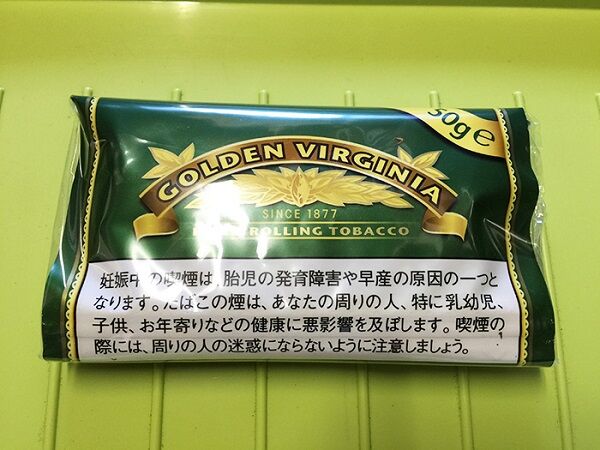 50g℮
GOLDEN VIRGINIA
SINCE 1877
ROLLING TOBACCO
妊娠中の喫煙は、胎児の発育障害や早産の原因の一つと
なります。たばこの煙は、あなたの周りの人、特に乳幼児、
子供、お年寄りなどの健康に悪影響を及ぼします。喫煙の
際には、周りの人の迷惑にならないように注意しましょう。
1